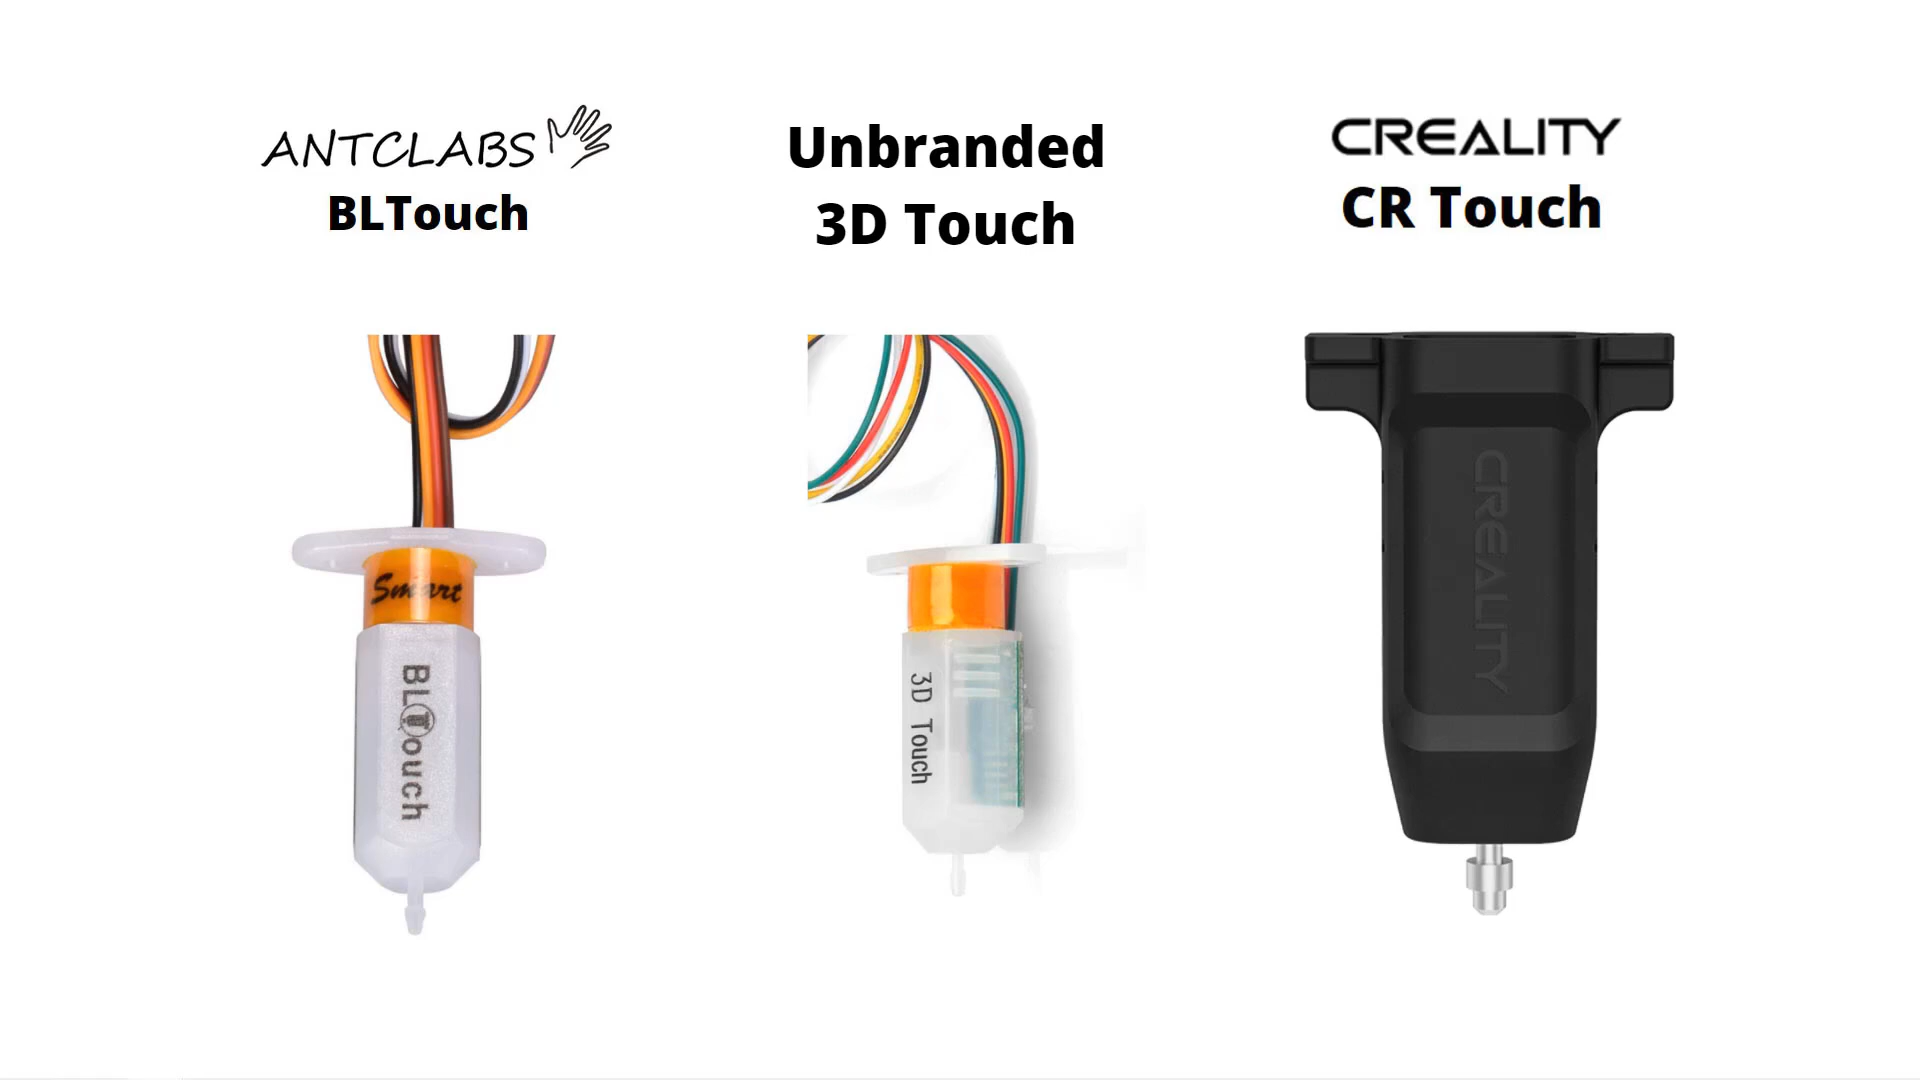 ANTCLABS
BLTouch
Unbranded
3D Touch
CREALITY
CR Touch
Smart
BLTouch
3D Touch
CREALITY